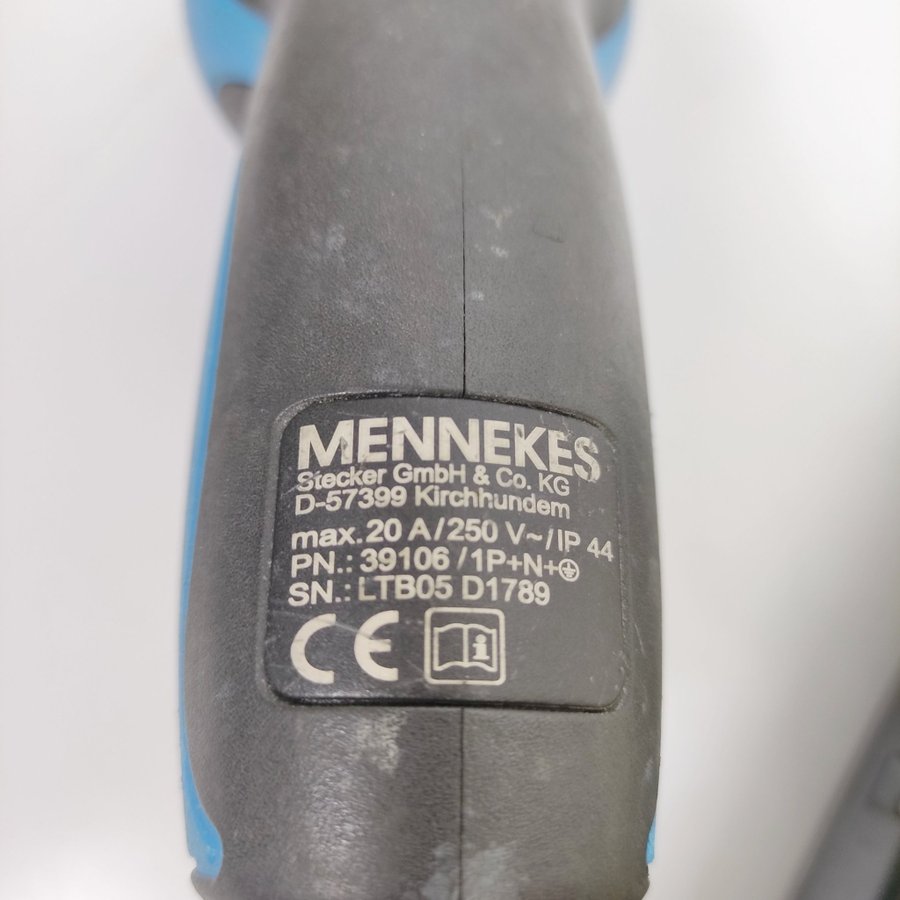 MENNEKES
Stecker GmbH & Co. KG
D-57399 Kirchhundem
max. 20 A/250 V~/IP 44
PN.: 39106/1P+N+⏚
SN.: LTB05 D1789
CE i